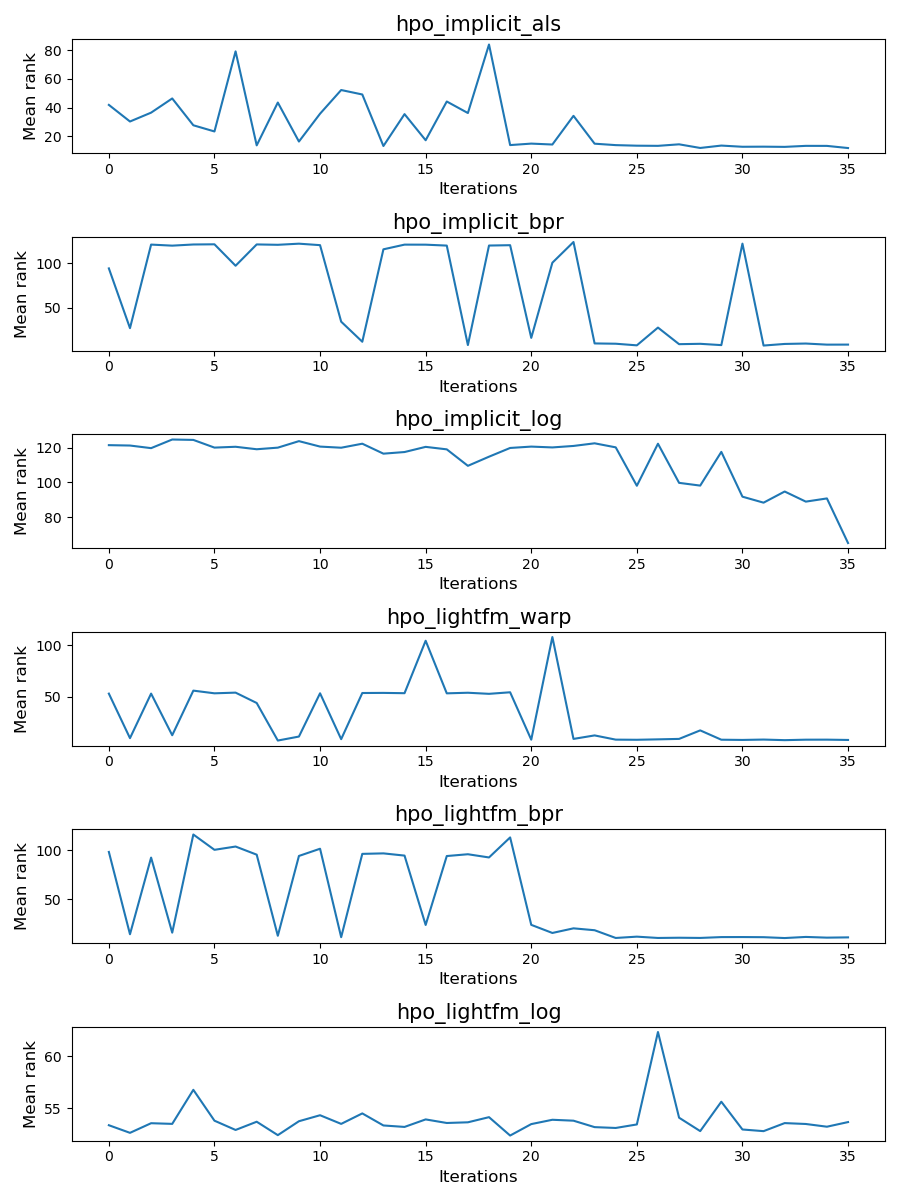 hpo_implicit_als
Mean rank
80
60
40
20
0 5 10 15 20 25 30 35
Iterations
hpo_implicit_bpr
Mean rank
100
50
0 5 10 15 20 25 30 35
Iterations
hpo_implicit_log
Mean rank
120
100
80
0 5 10 15 20 25 30 35
Iterations
hpo_lightfm_warp
Mean rank
100
50
0 5 10 15 20 25 30 35
Iterations
hpo_lightfm_bpr
Mean rank
100
50
0 5 10 15 20 25 30 35
Iterations
hpo_lightfm_log
Mean rank
60
55
0 5 10 15 20 25 30 35
Iterations